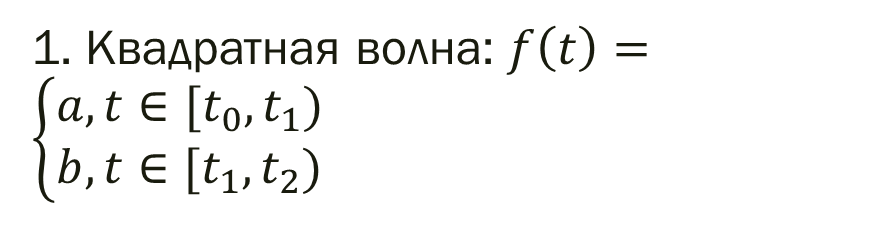 1. Квадратная волна: f(t) =
{a, t ∈ [t₀, t₁)
{b, t ∈ [t₁, t₂)